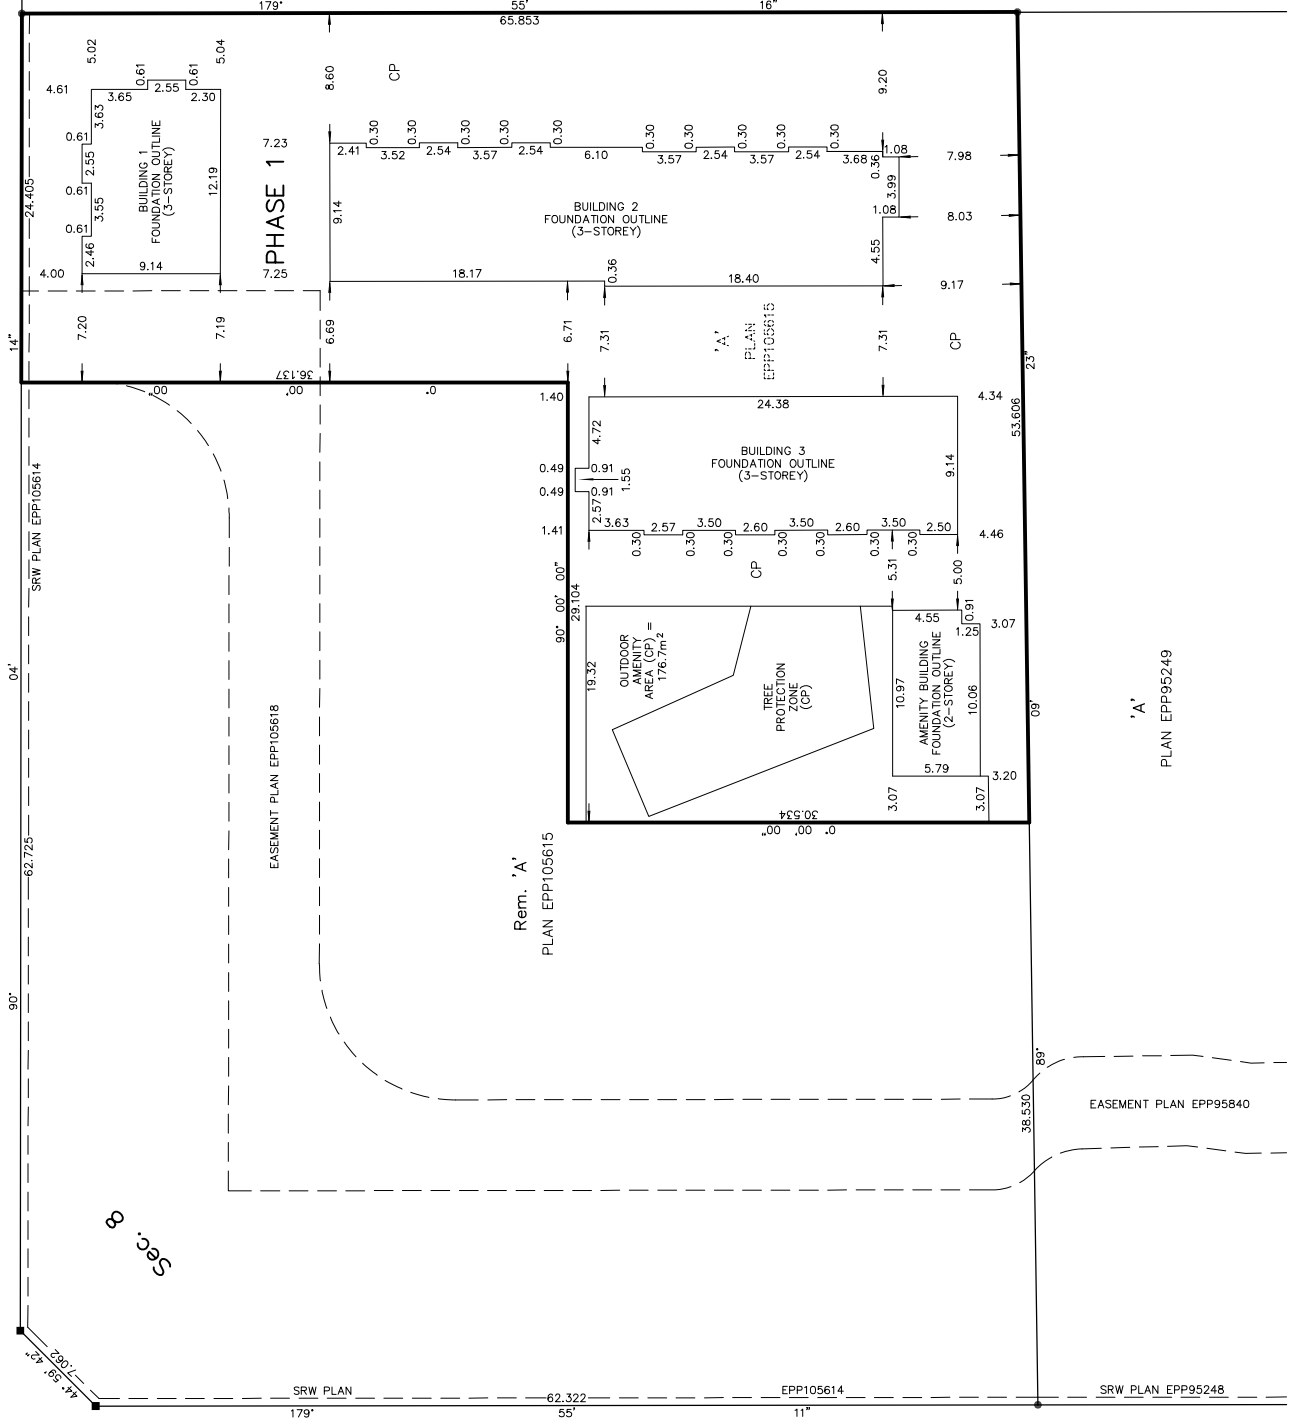 179° 55' 16"
65.853
5.02
5.04
4.61
0.61
0.61
3.65
2.55
2.30
3.63
0.61
2.55
0.61
3.55
0.61
2.46
12.19
BUILDING 1
FOUNDATION OUTLINE
(3-STOREY)
4.00
9.14
24.405
PHASE 1
7.23
7.25
8.60
CP
9.20
2.41
0.30
3.52
0.30
2.54
0.30
3.57
0.30
2.54
0.30
6.10
0.30
3.57
0.30
2.54
0.30
3.57
0.30
2.54
0.30
3.68
1.08
0.36
7.98
3.99
1.08
8.03
4.55
9.17
9.14
BUILDING 2
FOUNDATION OUTLINE
(3-STOREY)
18.17
0.36
18.40
7.20
7.19
6.69
6.71
7.31
7.31
'A'
PLAN
EPP105615
CP
14"
23"
36.137
0° 00' 00"
53.606
1.40
24.38
4.34
4.72
BUILDING 3
FOUNDATION OUTLINE
(3-STOREY)
9.14
0.49
0.91
1.55
0.49
0.91
2.57
1.41
3.63
2.57
3.50
2.60
3.50
2.60
3.50
2.50
4.46
0.30
0.30
0.30
0.30
0.30
0.30
0.30
CP
5.31
5.00
90° 00' 00"
29.104
4.55
0.91
1.25
3.07
19.32
OUTDOOR
AMENITY
AREA (CP) =
176.7m²
TREE
PROTECTION
ZONE
(CP)
10.97
AMENITY BUILDING
FOUNDATION OUTLINE
(2-STOREY)
10.06
5.79
3.20
3.07
3.07
30.534
0° 00' 00"
09'
SRW PLAN EPP105614
04'
EASEMENT PLAN EPP105618
62.725
'A'
PLAN EPP95249
Rem. 'A'
PLAN EPP105615
90°
89°
38.530
EASEMENT PLAN EPP95840
Sec. 8
7.062
44° 59' 42"
SRW PLAN EPP105614
62.322
SRW PLAN EPP95248
179° 55' 11"